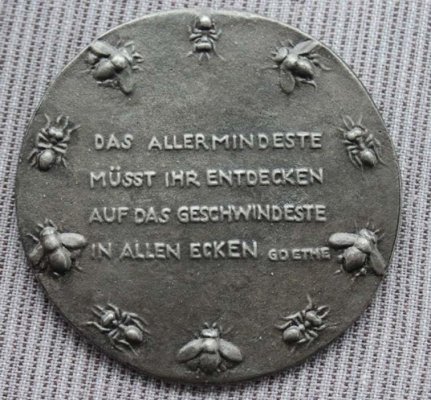 DAS ALLERMINDESTE
MÜSST IHR ENTDECKEN
AUF DAS GESCHWINDESTE
IN ALLEN ECKEN GOETHE